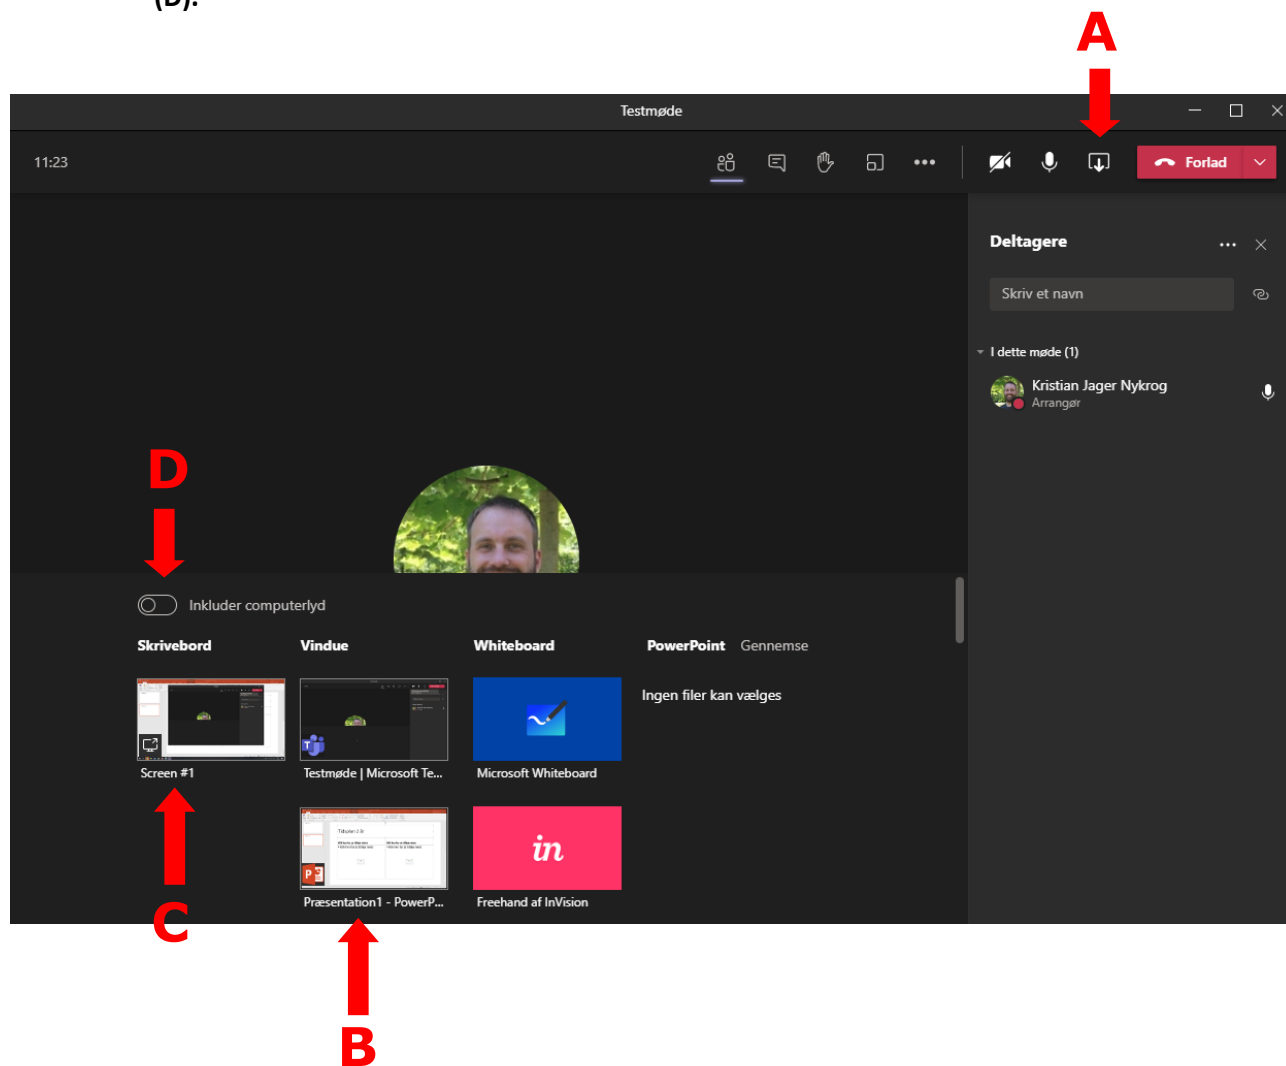 (D).
A
Testmøde
11:23
Forlad
Deltagere
Skriv et navn
I dette møde (1)
Kristian Jager Nykrog
Arrangør
D
Inkluder computerlyd
Skrivebord
Vindue
Whiteboard
PowerPoint Gennemse
Ingen filer kan vælges
Screen #1
Testmøde | Microsoft Te...
Microsoft Whiteboard
in
Præsentation1 - PowerP...
Freehand af InVision
C
B